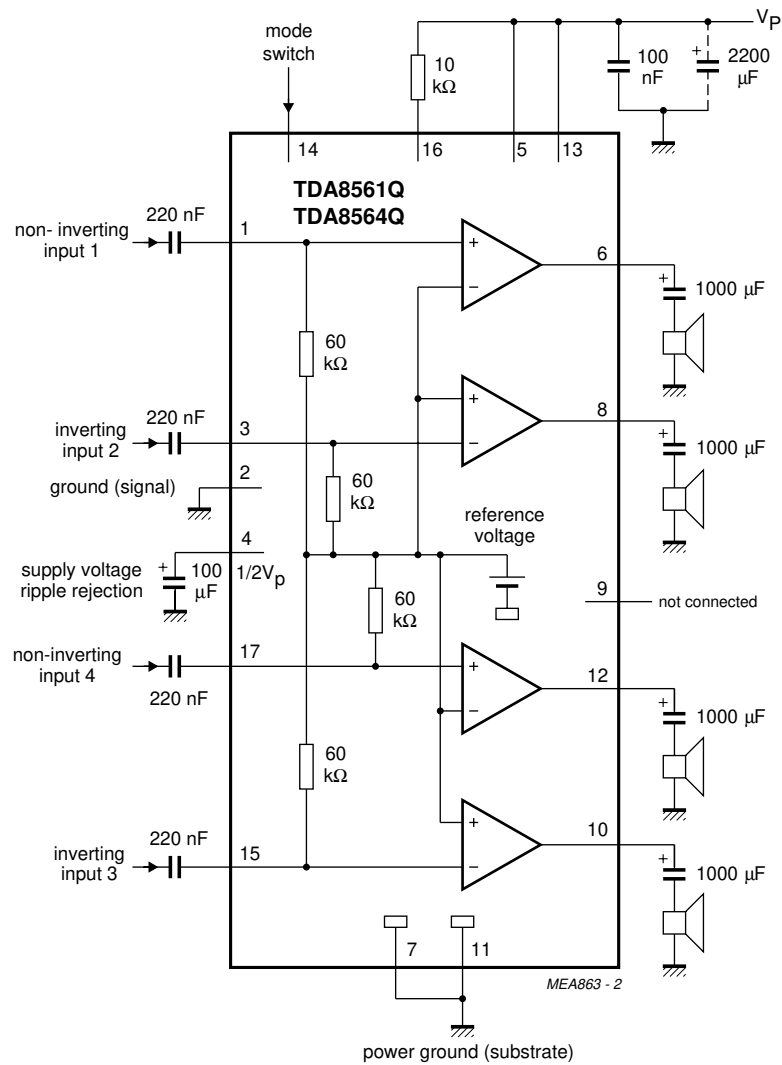 mode
switch
V_P
10
kΩ
100
nF
+
2200
µF
14
16
5
13
TDA8561Q
TDA8564Q
non- inverting
input 1
220 nF
1
+
−
6
+
1000 µF
60
kΩ
inverting
input 2
220 nF
3
+
−
8
+
1000 µF
ground (signal)
2
60
kΩ
reference
voltage
supply voltage
ripple rejection
+
100
µF
4
1/2V_p
9
not connected
60
kΩ
non-inverting
input 4
220 nF
17
+
−
12
+
1000 µF
60
kΩ
inverting
input 3
220 nF
15
+
−
10
+
1000 µF
7
11
MEA863 - 2
power ground (substrate)